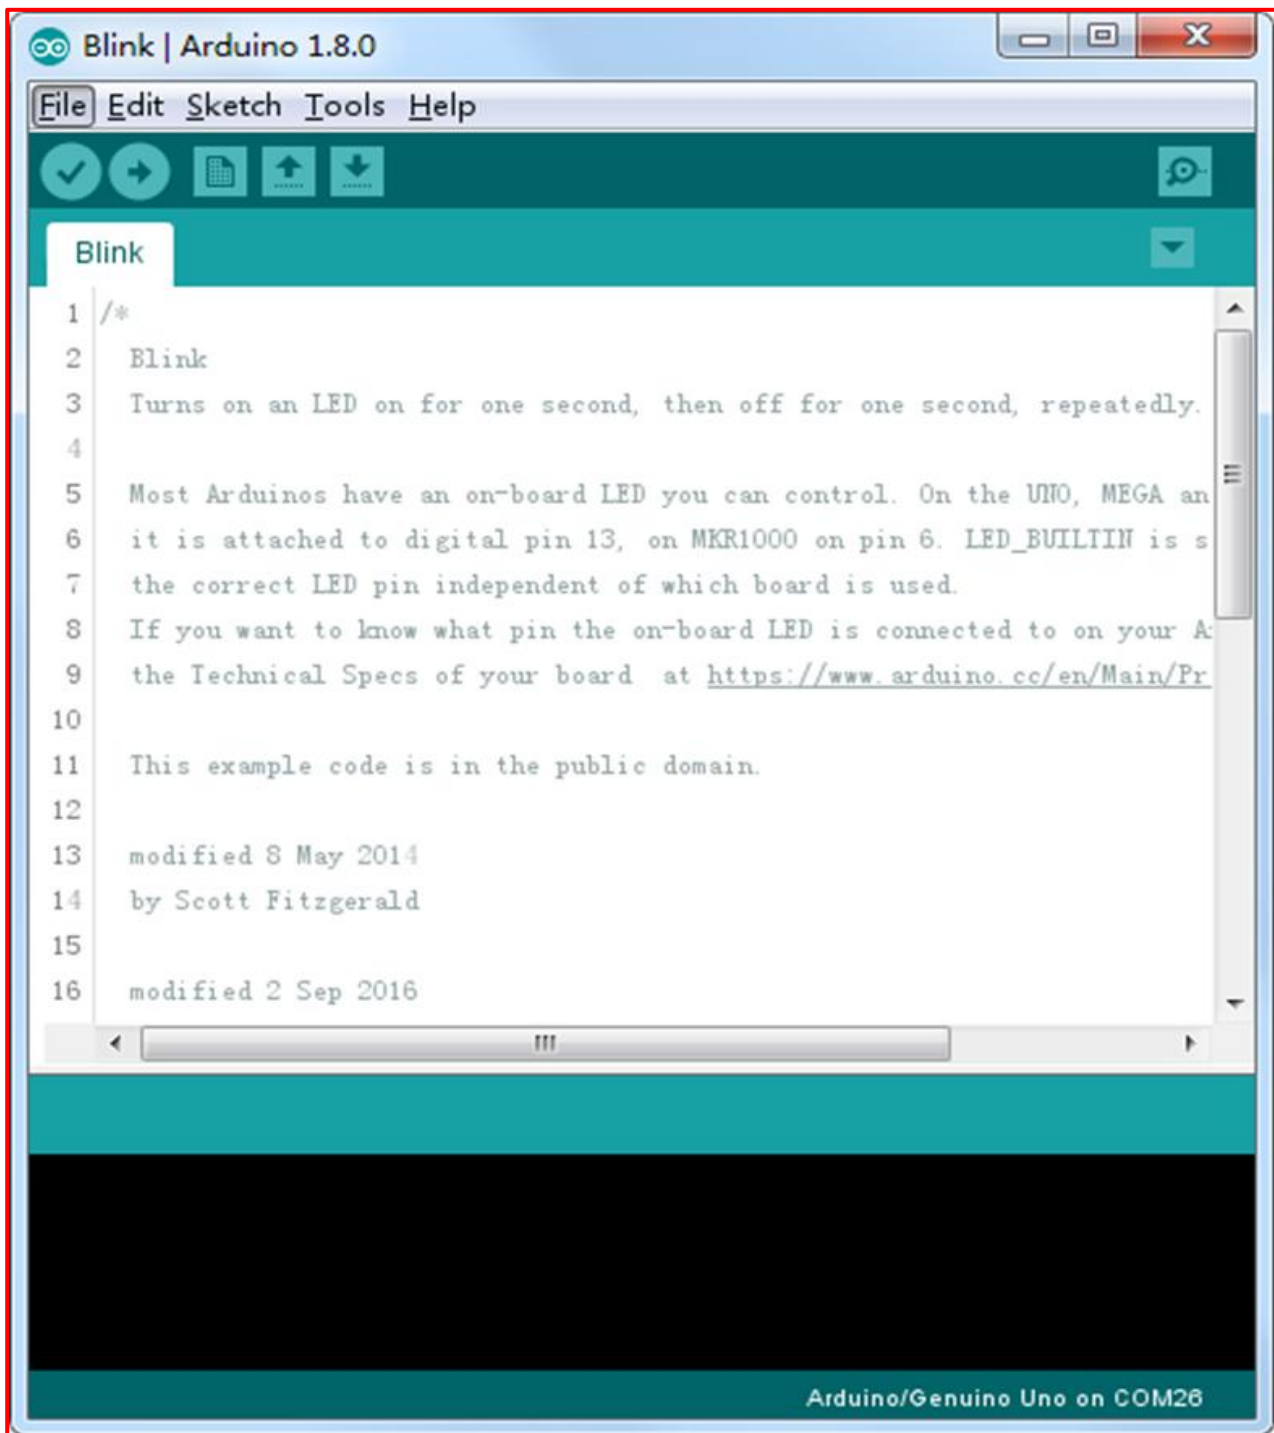 Blink | Arduino 1.8.0
File Edit Sketch Tools Help
Blink
1 /*
2 Blink
3 Turns on an LED on for one second, then off for one second, repeatedly.
4
5 Most Arduinos have an on-board LED you can control. On the UNO, MEGA an
6 it is attached to digital pin 13, on MKR1000 on pin 6. LED_BUILTIN is s
7 the correct LED pin independent of which board is used.
8 If you want to know what pin the on-board LED is connected to on your A
9 the Technical Specs of your board at https://www.arduino.cc/en/Main/Pr
10
11 This example code is in the public domain.
12
13 modified 8 May 2014
14 by Scott Fitzgerald
15
16 modified 2 Sep 2016
Arduino/Genuino Uno on COM26